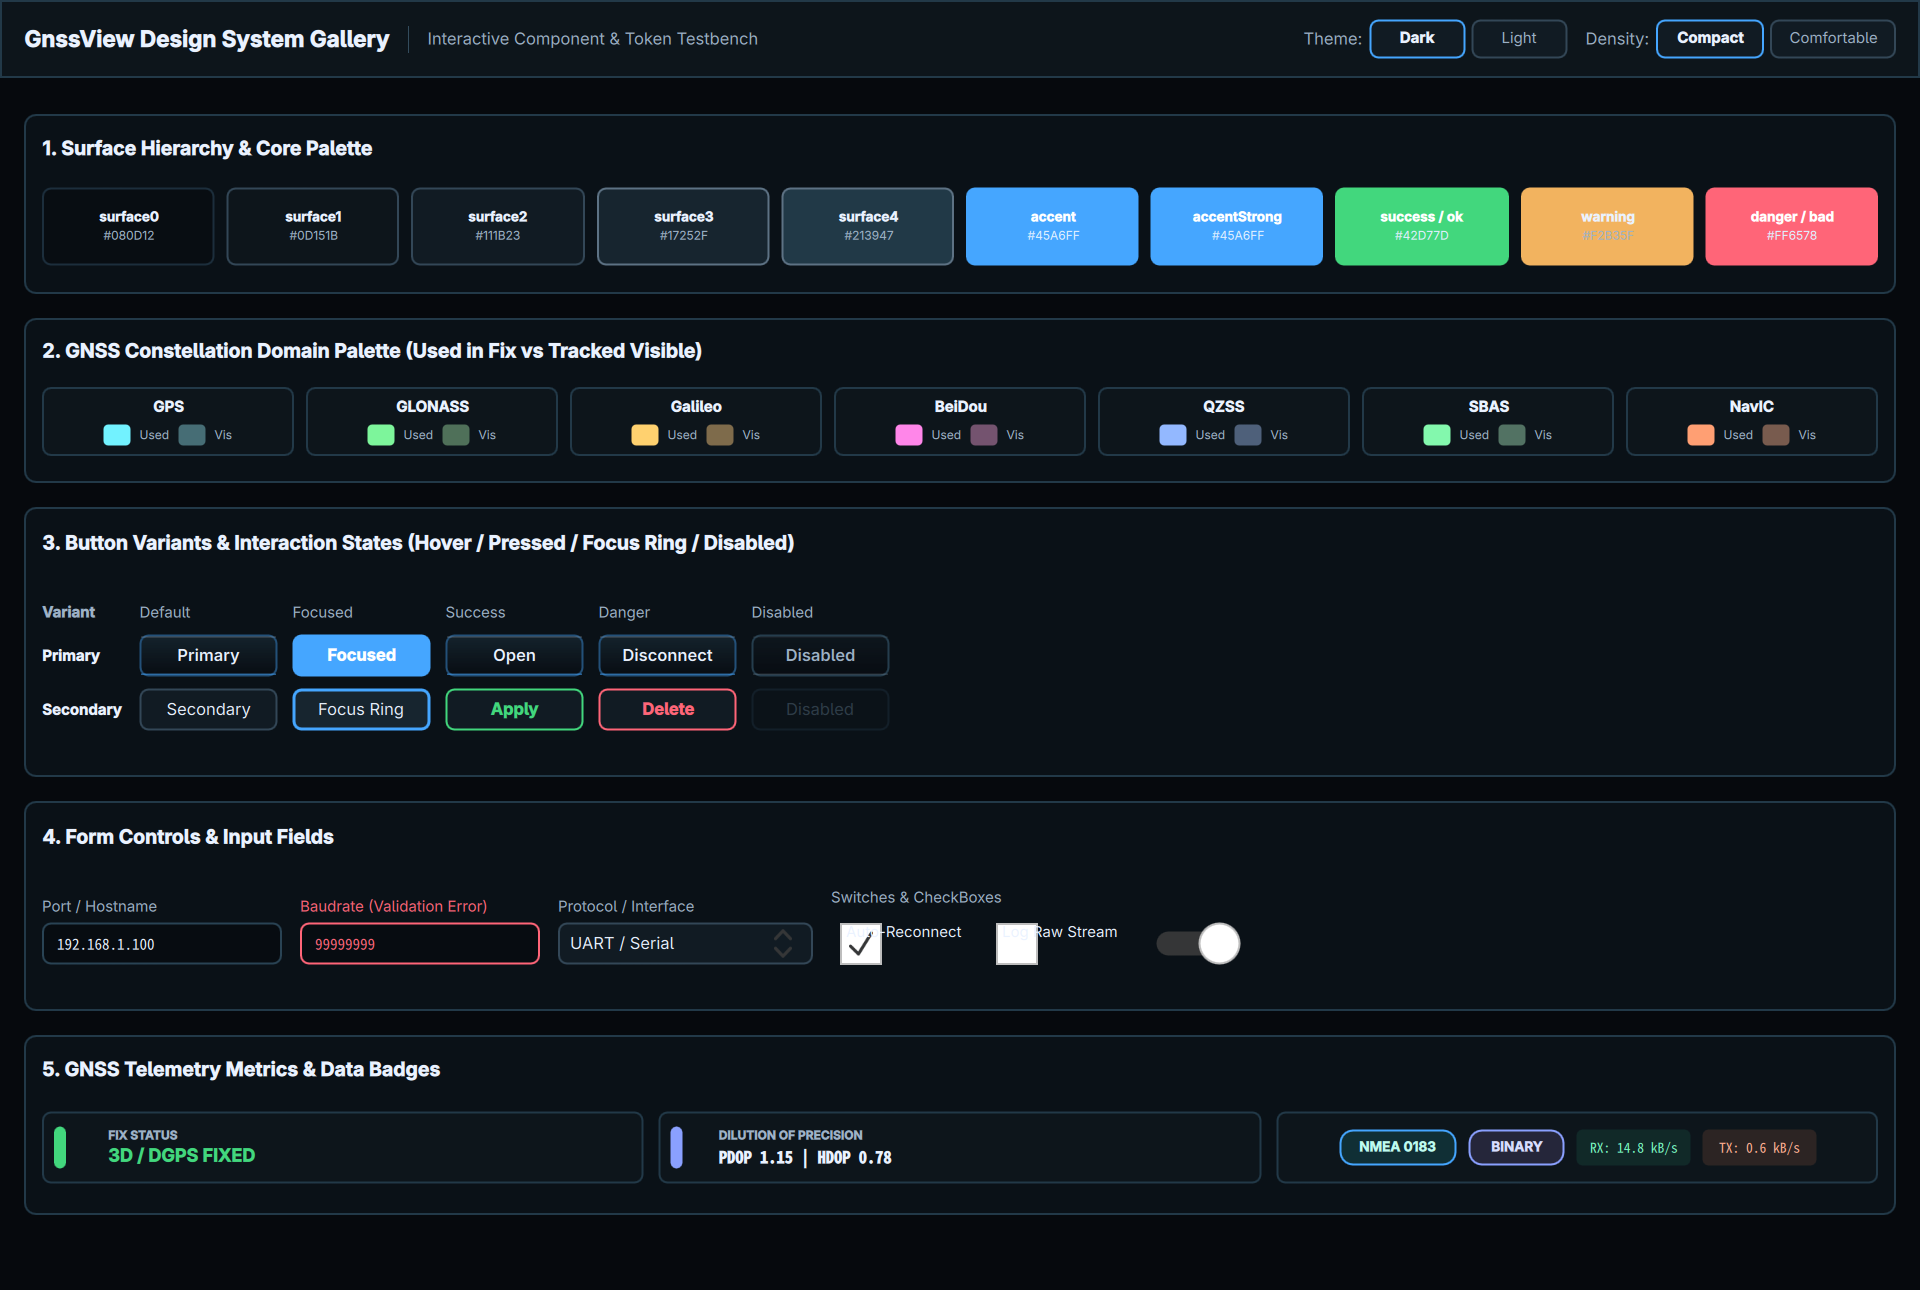 GnssView Design System Gallery
Interactive Component & Token Testbench
Theme: Dark Light Density: Compact Comfortable
1. Surface Hierarchy & Core Palette
surface0 surface1 surface2 surface3 surface4 accent accentStrong success / ok warning danger / bad
#080D12 #0D151B #111B23 #17252F #213947 #45A6FF #45A6FF #42D77D #F2B35F #FF6578
2. GNSS Constellation Domain Palette (Used in Fix vs Tracked Visible)
GPS GLONASS Galileo BeiDou QZSS SBAS NavIC
Used Vis Used Vis Used Vis Used Vis Used Vis Used Vis Used Vis
3. Button Variants & Interaction States (Hover / Pressed / Focus Ring / Disabled)
Variant Default Focused Success Danger Disabled
Primary Primary Focused Open Disconnect Disabled
Secondary Secondary Focus Ring Apply Delete Disabled
4. Form Controls & Input Fields
Switches & CheckBoxes
Port / Hostname Baudrate (Validation Error) Protocol / Interface
Auto-Reconnect Log Raw Stream
192.168.1.100 99999999 UART / Serial
5. GNSS Telemetry Metrics & Data Badges
FIX STATUS
3D / DGPS FIXED
DILUTION OF PRECISION
PDOP 1.15 | HDOP 0.78
NMEA 0183 BINARY RX: 14.8 kB/s TX: 0.6 kB/s